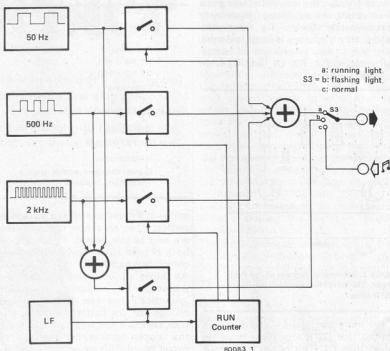 50 Hz
a: running light
S3 = b: flashing light
c: normal
500 Hz
a
S3
b
c
2 kHz
LF
RUN
Counter
80083 1